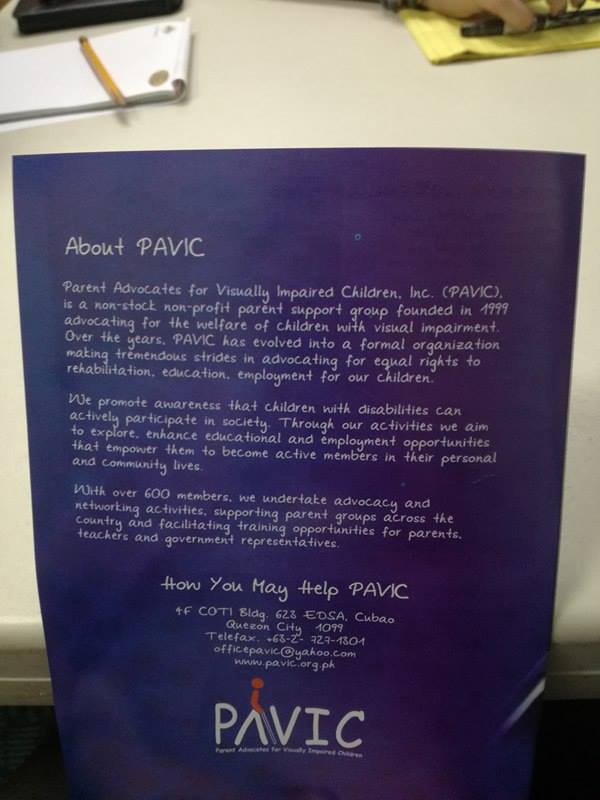 About PAVIC
Parent Advocates for Visually Impaired Children, Inc. (PAVIC),
is a non-stock non-profit parent support group founded in 1999
advocating for the welfare of children with visual impairment.
Over the years, PAVIC has evolved into a formal organization
making tremendous strides in advocating for equal rights to
rehabilitation, education, employment for our children.
We promote awareness that children with disabilities can
actively participate in society. Through our activities we aim
to explore, enhance educational and employment opportunities
that empower them to become active members in their personal
and community lives.
With over 600 members, we undertake advocacy and
networking activities, supporting parent groups across the
country and facilitating training opportunities for parents,
teachers and government representatives.
How You May Help PAVIC
4F COTI Bldg. 623 EDSA, Cubao
Quezon City 1099
Telefax. +63-2- 727-1301
officepavic@yahoo.com
www.pavic.org.ph
PAVIC
Parent Advocates for Visually Impaired Children